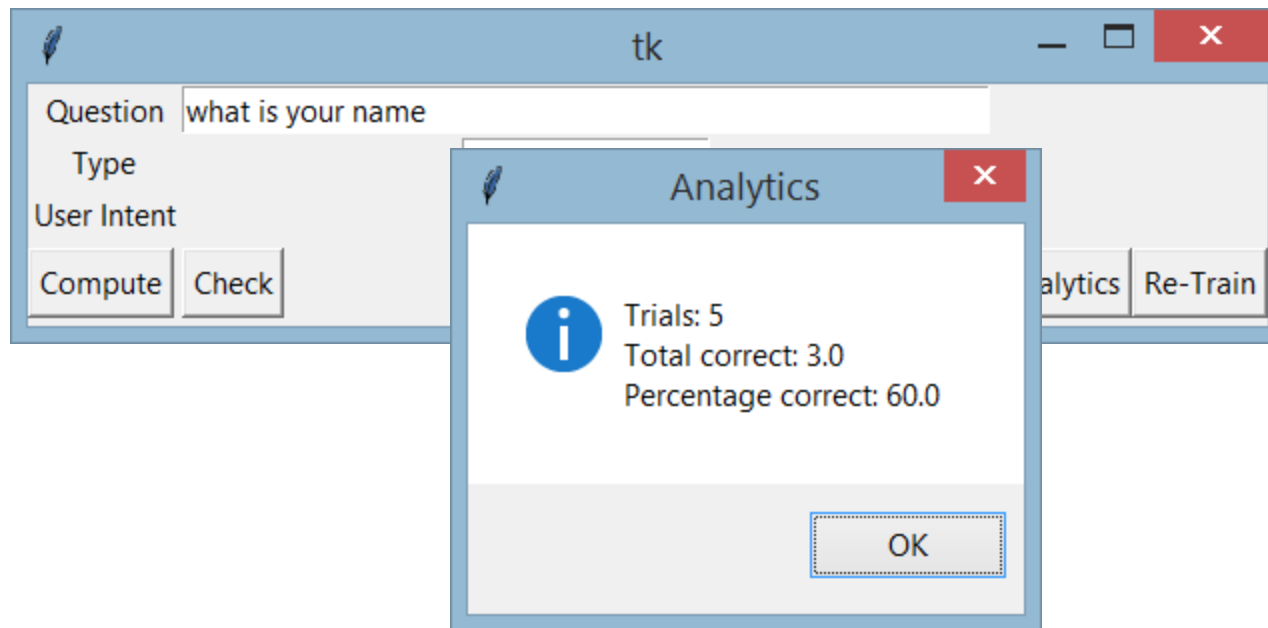 tk
Question what is your name
Type
User Intent
Compute Check alytics Re-Train
Analytics
Trials: 5
Total correct: 3.0
Percentage correct: 60.0
OK